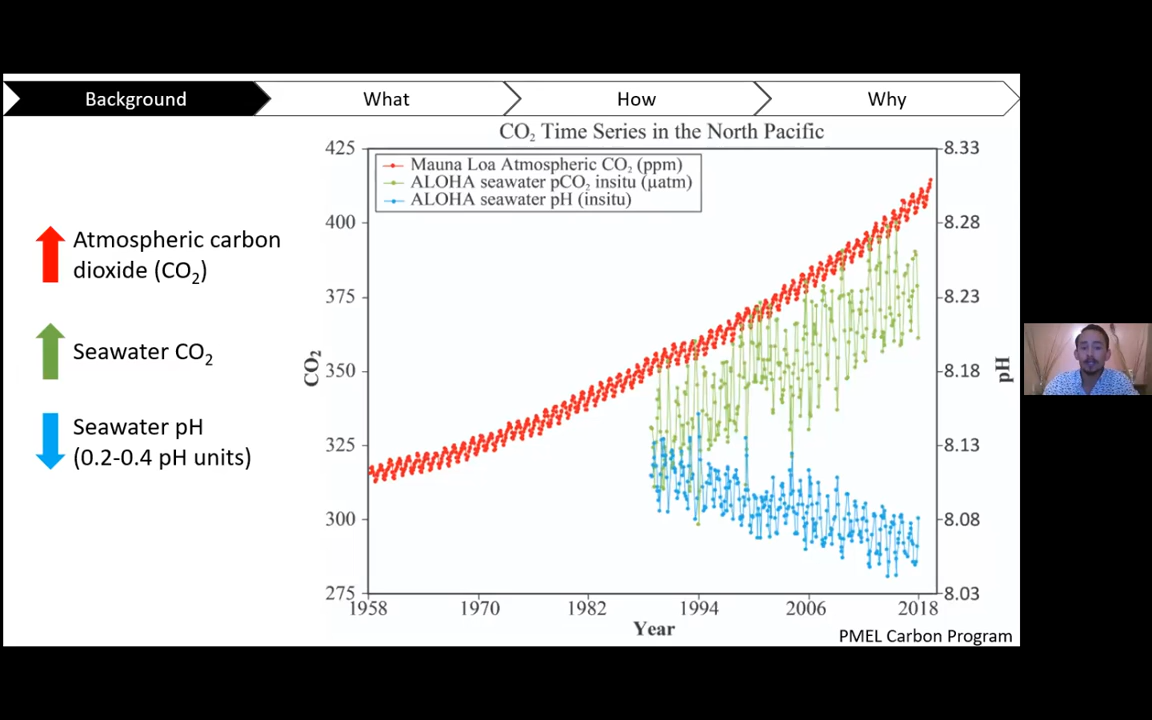 Background
What
How
Why
Atmospheric carbon
dioxide (CO₂)
Seawater CO₂
Seawater pH
(0.2-0.4 pH units)
CO₂ Time Series in the North Pacific
Mauna Loa Atmospheric CO₂ (ppm)
ALOHA seawater pCO₂ insitu (µatm)
ALOHA seawater pH (insitu)
425
400
375
350
325
300
275
CO₂
8.33
8.28
8.23
8.18
8.13
8.08
8.03
pH
1958
1970
1982
1994
2006
2018
Year
PMEL Carbon Program